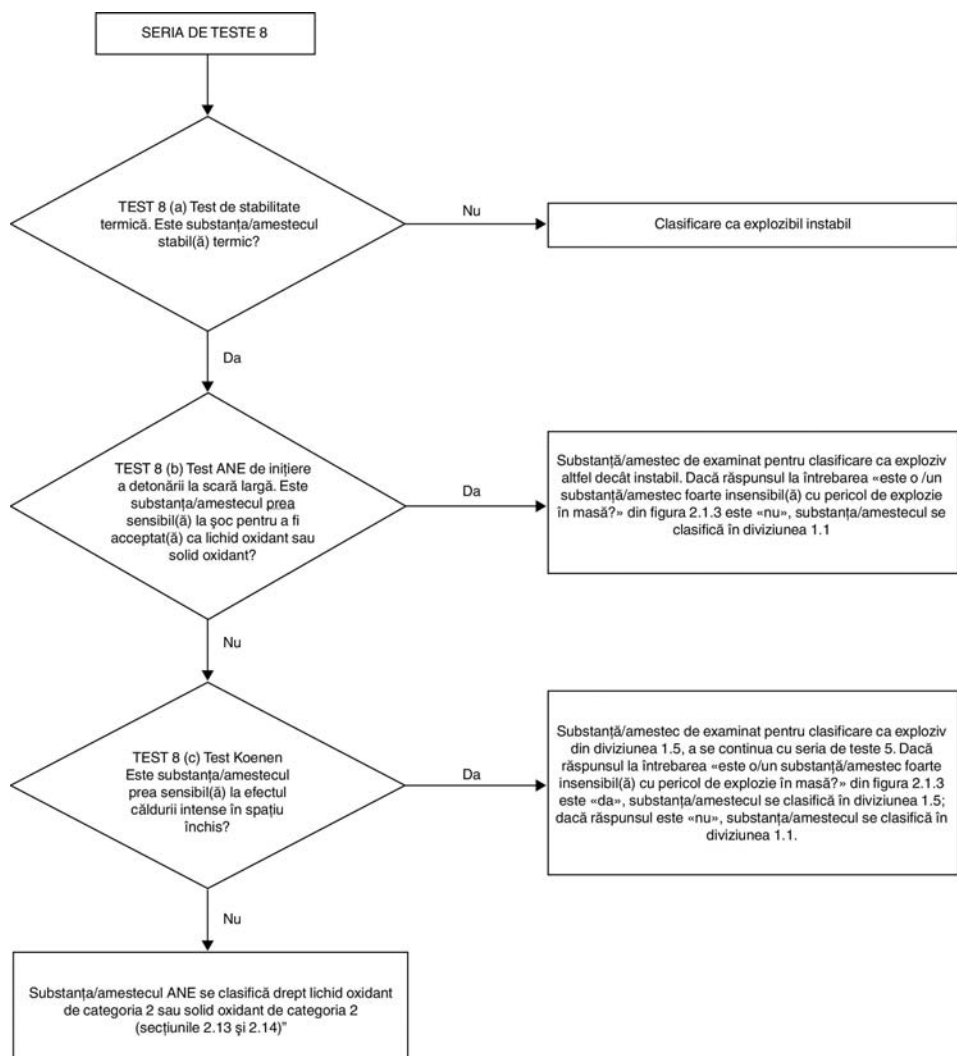 SERIA DE TESTE 8
TEST 8 (a) Test de stabilitate
termică. Este substanța/amestecul
stabil(ă) termic?
Nu
Clasificare ca explozibil instabil
Da
TEST 8 (b) Test ANE de inițiere
a detonării la scară largă. Este
substanța/amestecul prea
sensibil(ă) la șoc pentru a fi
acceptat(ă) ca lichid oxidant sau
solid oxidant?
Da
Substanță/amestec de examinat pentru clasificare ca exploziv
altfel decât instabil. Dacă răspunsul la întrebarea «este o /un
substanță/amestec foarte insensibil(ă) cu pericol de explozie
în masă?» din figura 2.1.3 este «nu», substanța/amestecul se
clasifică în diviziunea 1.1
Nu
TEST 8 (c) Test Koenen
Este substanța/amestecul
prea sensibil(ă) la efectul
căldurii intense în spațiu
închis?
Da
Substanță/amestec de examinat pentru clasificare ca exploziv
din diviziunea 1.5, a se continua cu seria de teste 5. Dacă
răspunsul la întrebarea «este o/un substanță/amestec foarte
insensibil(ă) cu pericol de explozie în masă?» din figura 2.1.3
este «da», substanța/amestecul se clasifică în diviziunea 1.5;
dacă răspunsul este «nu», substanța/amestecul se clasifică în
diviziunea 1.1.
Nu
Substanța/amestecul ANE se clasifică drept lichid oxidant
de categoria 2 sau solid oxidant de categoria 2
(secțiunile 2.13 și 2.14)”